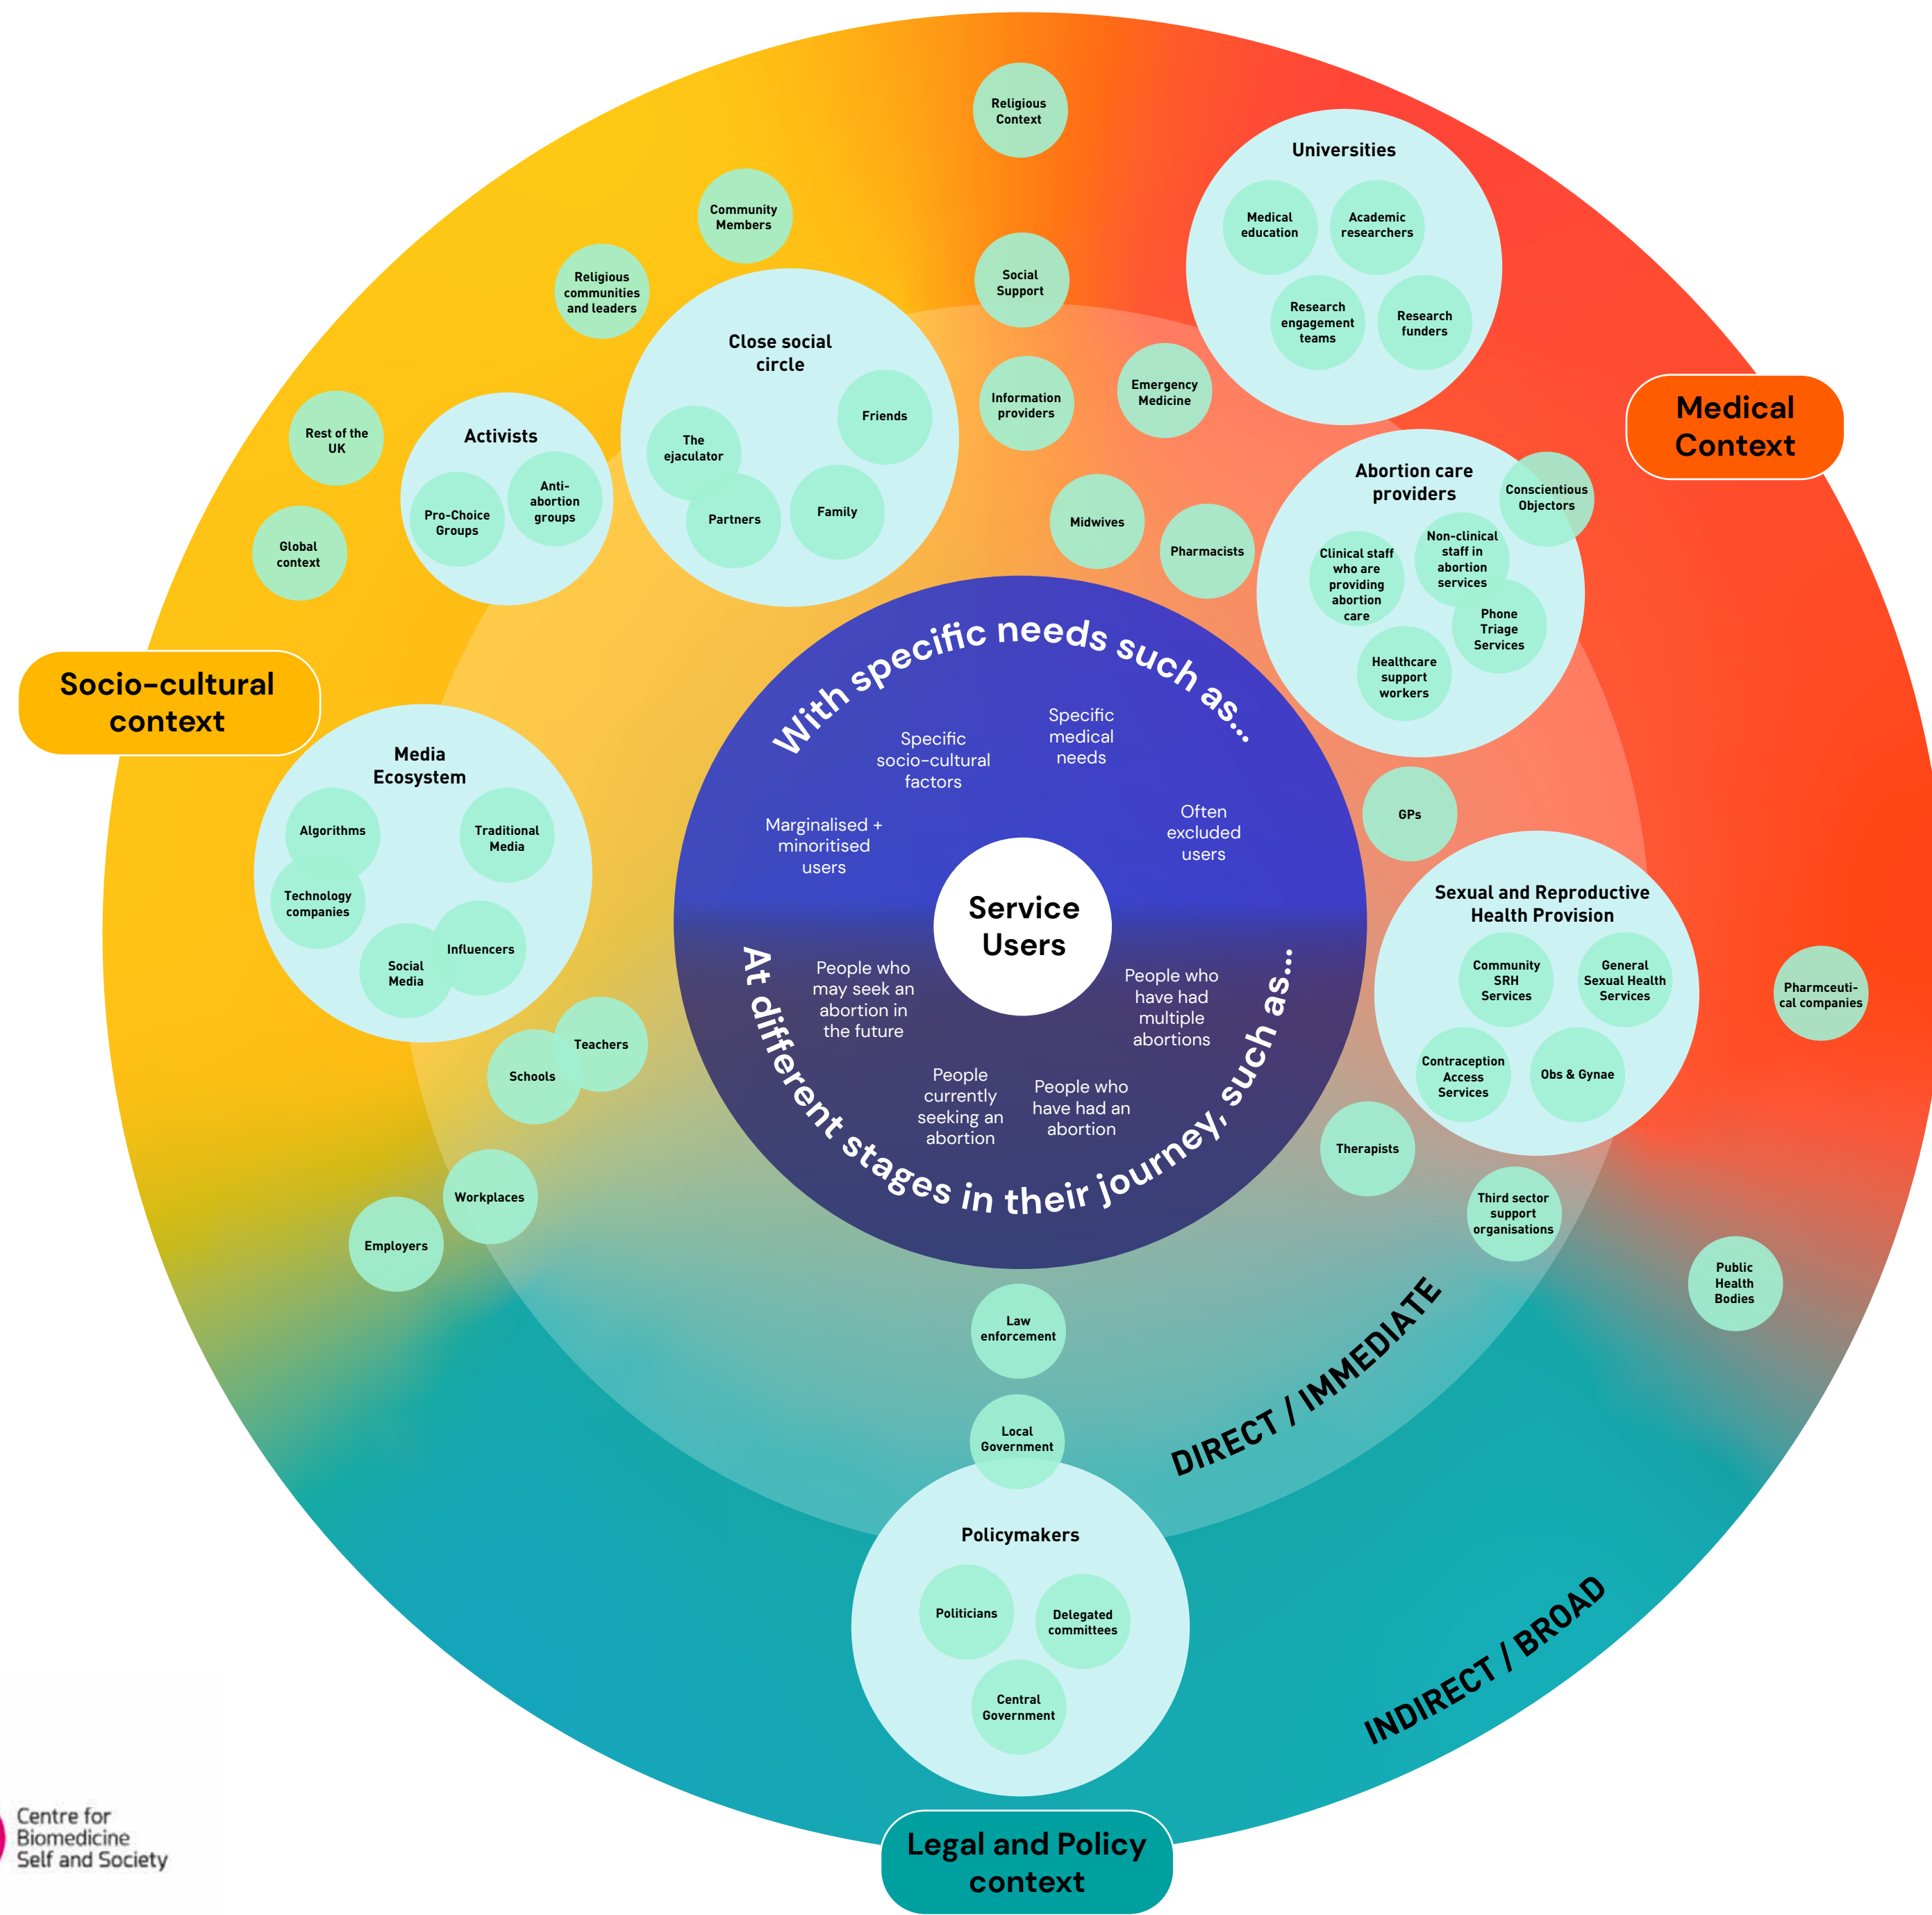 Religious
Context
Community
Members
Religious
communities
and leaders
Social
Support
Universities
Medical
education
Academic
researchers
Research
engagement
teams
Research
funders
Medical
Context
Close social
circle
Friends
The
ejaculator
Partners
Family
Information
providers
Emergency
Medicine
Midwives
Pharmacists
Rest of the
UK
Global
context
Activists
Pro-Choice
Groups
Anti-
abortion
groups
Abortion care
providers
Conscientious
Objectors
Clinical staff
who are
providing
abortion
care
Non-clinical
staff in
abortion
services
Phone
Triage
Services
Healthcare
support
workers
Socio-cultural
context
Media
Ecosystem
Algorithms
Traditional
Media
Technology
companies
Social
Media
Influencers
With specific needs such as...
Specific
socio-cultural
factors
Specific
medical
needs
Marginalised +
minoritised
users
Often
excluded
users
Service
Users
People who
may seek an
abortion in
the future
People who
have had
multiple
abortions
People
currently
seeking an
abortion
People who
have had an
abortion
At different stages in their journey, such as...
GPs
Sexual and Reproductive
Health Provision
Community
SRH
Services
General
Sexual Health
Services
Contraception
Access
Services
Obs & Gynae
Pharmceuti-
cal companies
Teachers
Schools
Workplaces
Employers
Therapists
Third sector
support
organisations
Public
Health
Bodies
Law
enforcement
Local
Government
DIRECT / IMMEDIATE
Policymakers
Politicians
Delegated
committees
Central
Government
INDIRECT / BROAD
Legal and Policy
context
Centre for
Biomedicine
Self and Society